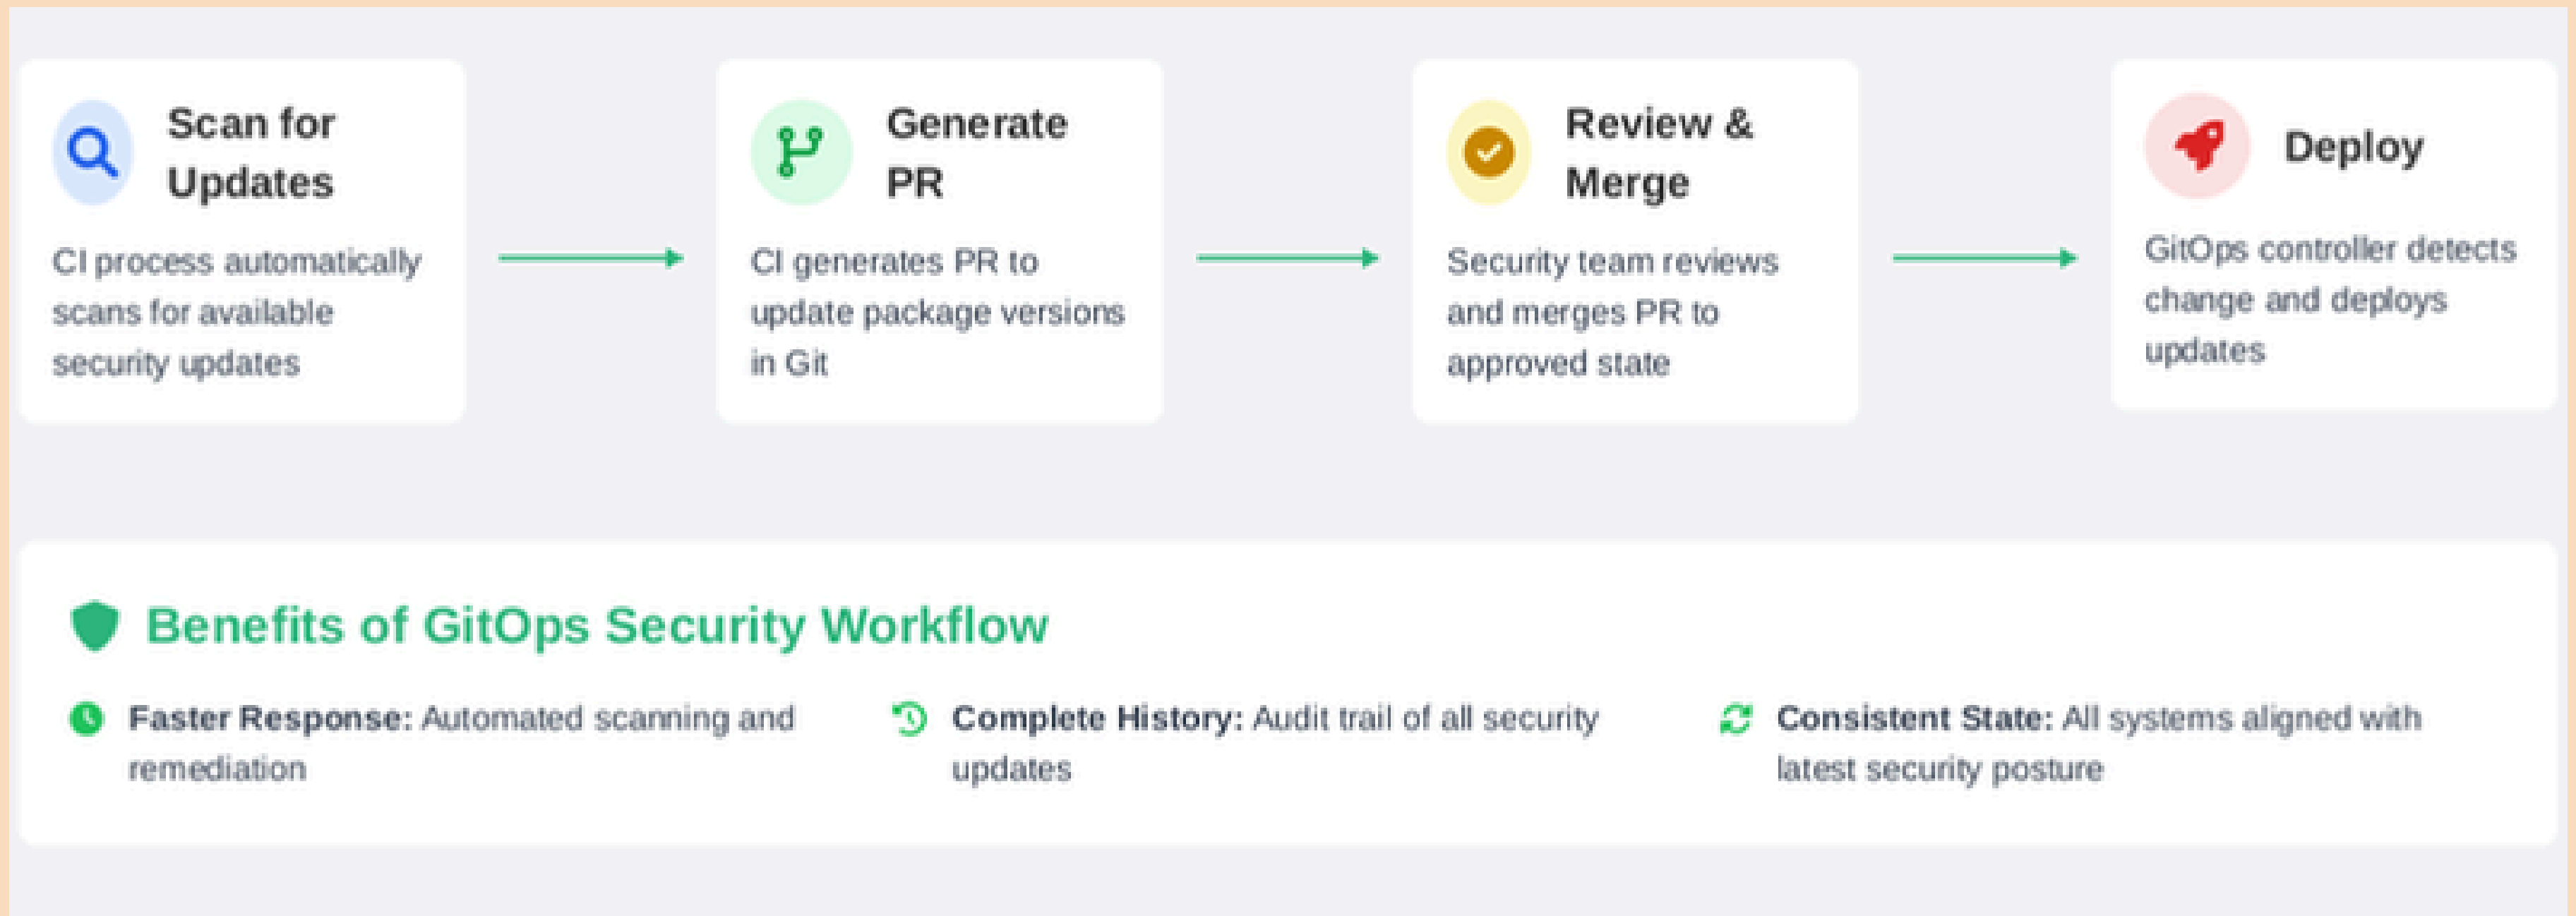 Scan for
Updates
CI process automatically
scans for available
security updates
Generate
PR
CI generates PR to
update package versions
in Git
Review &
Merge
Security team reviews
and merges PR to
approved state
Deploy
GitOps controller detects
change and deploys
updates
Benefits of GitOps Security Workflow
Faster Response: Automated scanning and
remediation
Complete History: Audit trail of all security
updates
Consistent State: All systems aligned with
latest security posture